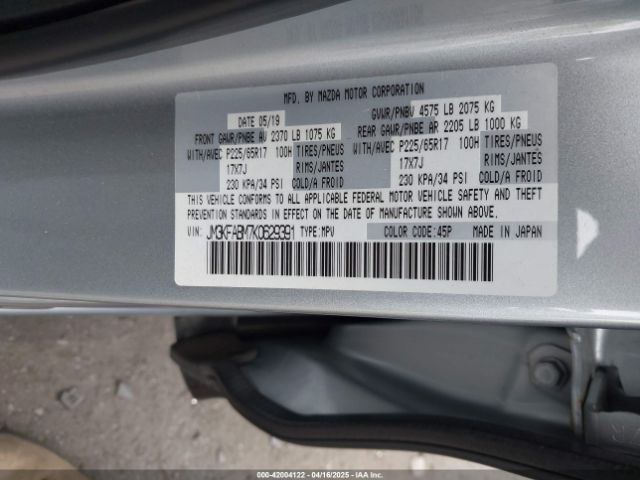 MFD. BY MAZDA MOTOR CORPORATION
DATE 05/19 GVWR/PNBV 4575 LB 2075 KG
FRONT GAWR/PNBE AV 2370 LB 1075 KG REAR GAWR/PNBE AR 2205 LB 1000 KG
WITH/AVEC P225/65R17 100H TIRES/PNEUS WITH/AVEC P225/65R17 100H TIRES/PNEUS
17X7J RIMS/JANTES 17X7J RIMS/JANTES
230 KPA/34 PSI COLD/A FROID 230 KPA/34 PSI COLD/A FROID
THIS VEHICLE CONFORMS TO ALL APPLICABLE FEDERAL MOTOR VEHICLE SAFETY AND THEFT
PREVENTION STANDARDS IN EFFECT ON THE DATE OF MANUFACTURE SHOWN ABOVE.
VIN: JM3KFABM7K0629391 TYPE:MPV COLOR CODE:45P MADE IN JAPAN
000-42004122 04/16/2025 IAAI.com